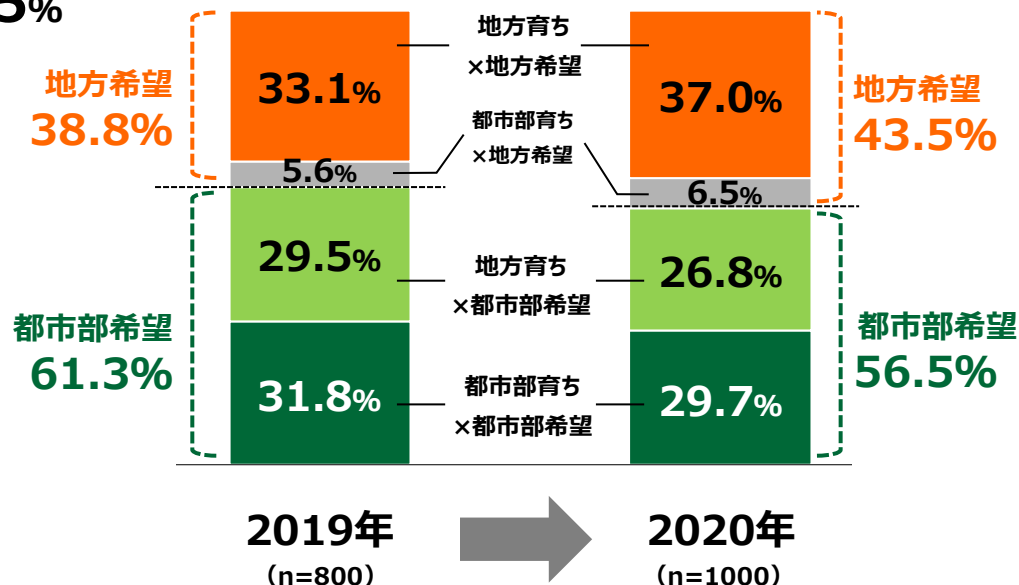 5%
地方希望
38.8%
都市部希望
61.3%
33.1%
5.6%
29.5%
31.8%
地方育ち
×地方希望
都市部育ち
×地方希望
地方育ち
×都市部希望
都市部育ち
×都市部希望
37.0%
6.5%
26.8%
29.7%
地方希望
43.5%
都市部希望
56.5%
2019年
（n=800）
2020年
（n=1000）